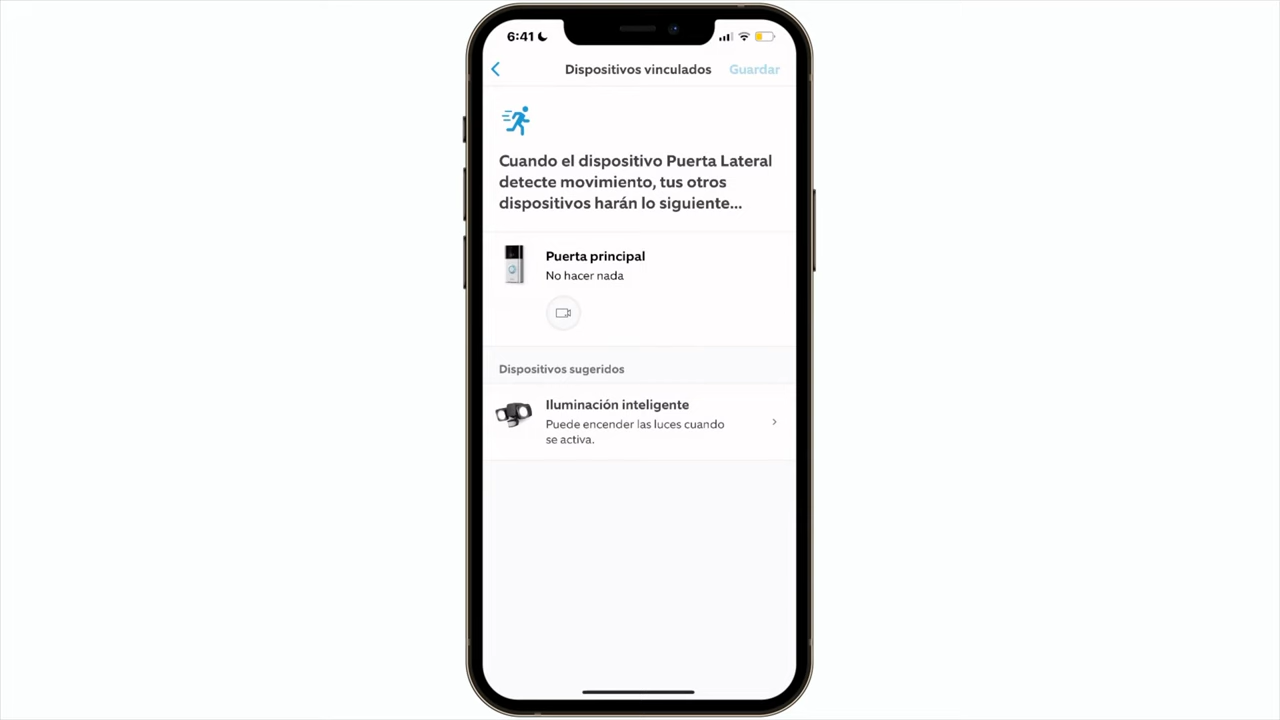 6:41
Dispositivos vinculados
Guardar
Cuando el dispositivo Puerta Lateral
detecte movimiento, tus otros
dispositivos harán lo siguiente...
Puerta principal
No hacer nada
Dispositivos sugeridos
Iluminación inteligente
Puede encender las luces cuando
se activa.